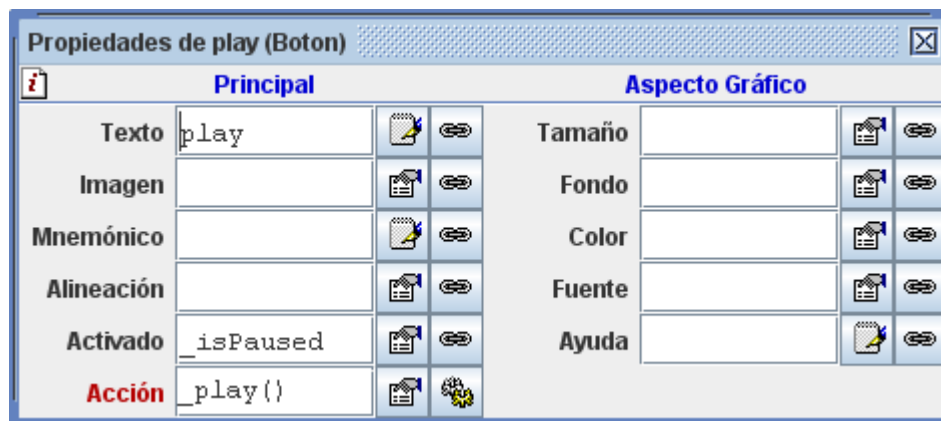 Propiedades de play (Boton)
Principal Aspecto Gráfico
Texto play Tamaño
Imagen Fondo
Mnemónico Color
Alineación Fuente
Activado _isPaused Ayuda
Acción _play()